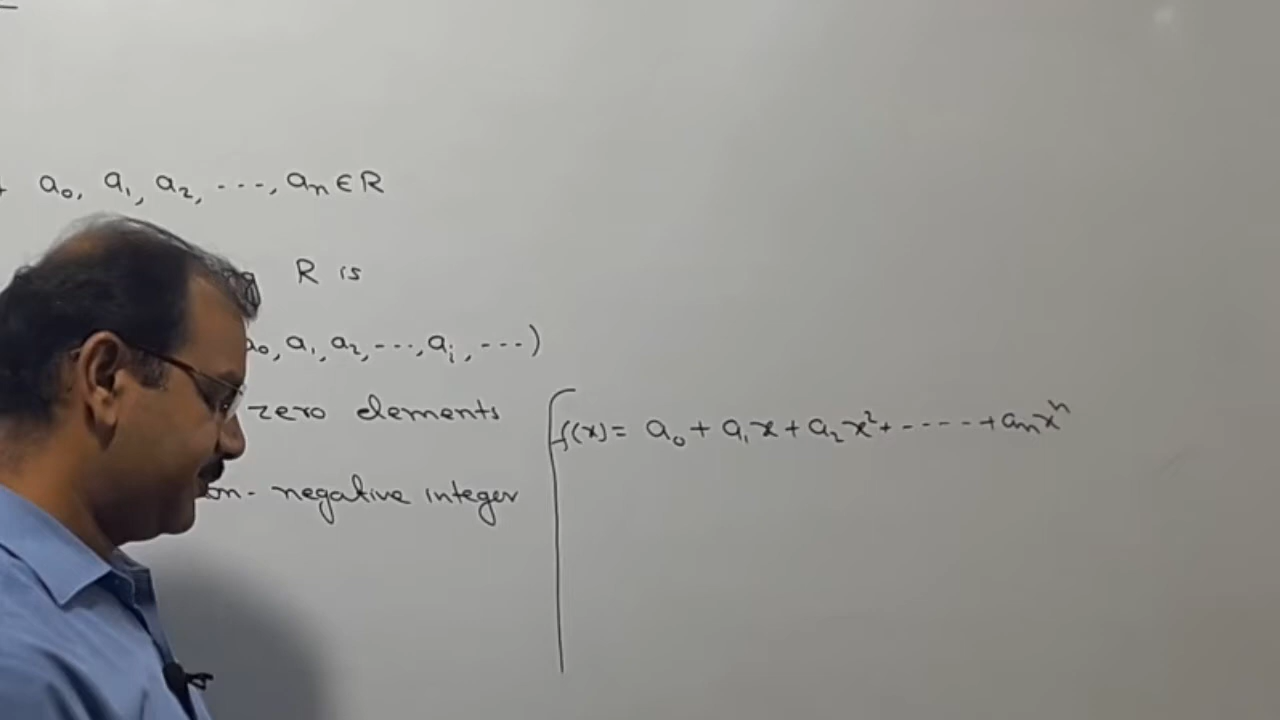 a₀, a₁, a₂, ---, aₙ ∈ R
R is
a₀, a₁, a₂, ---, aᵢ, ---)
zero elements
f(x) = a₀ + a₁x + a₂x² + ---- + aₙxⁿ
negative integer